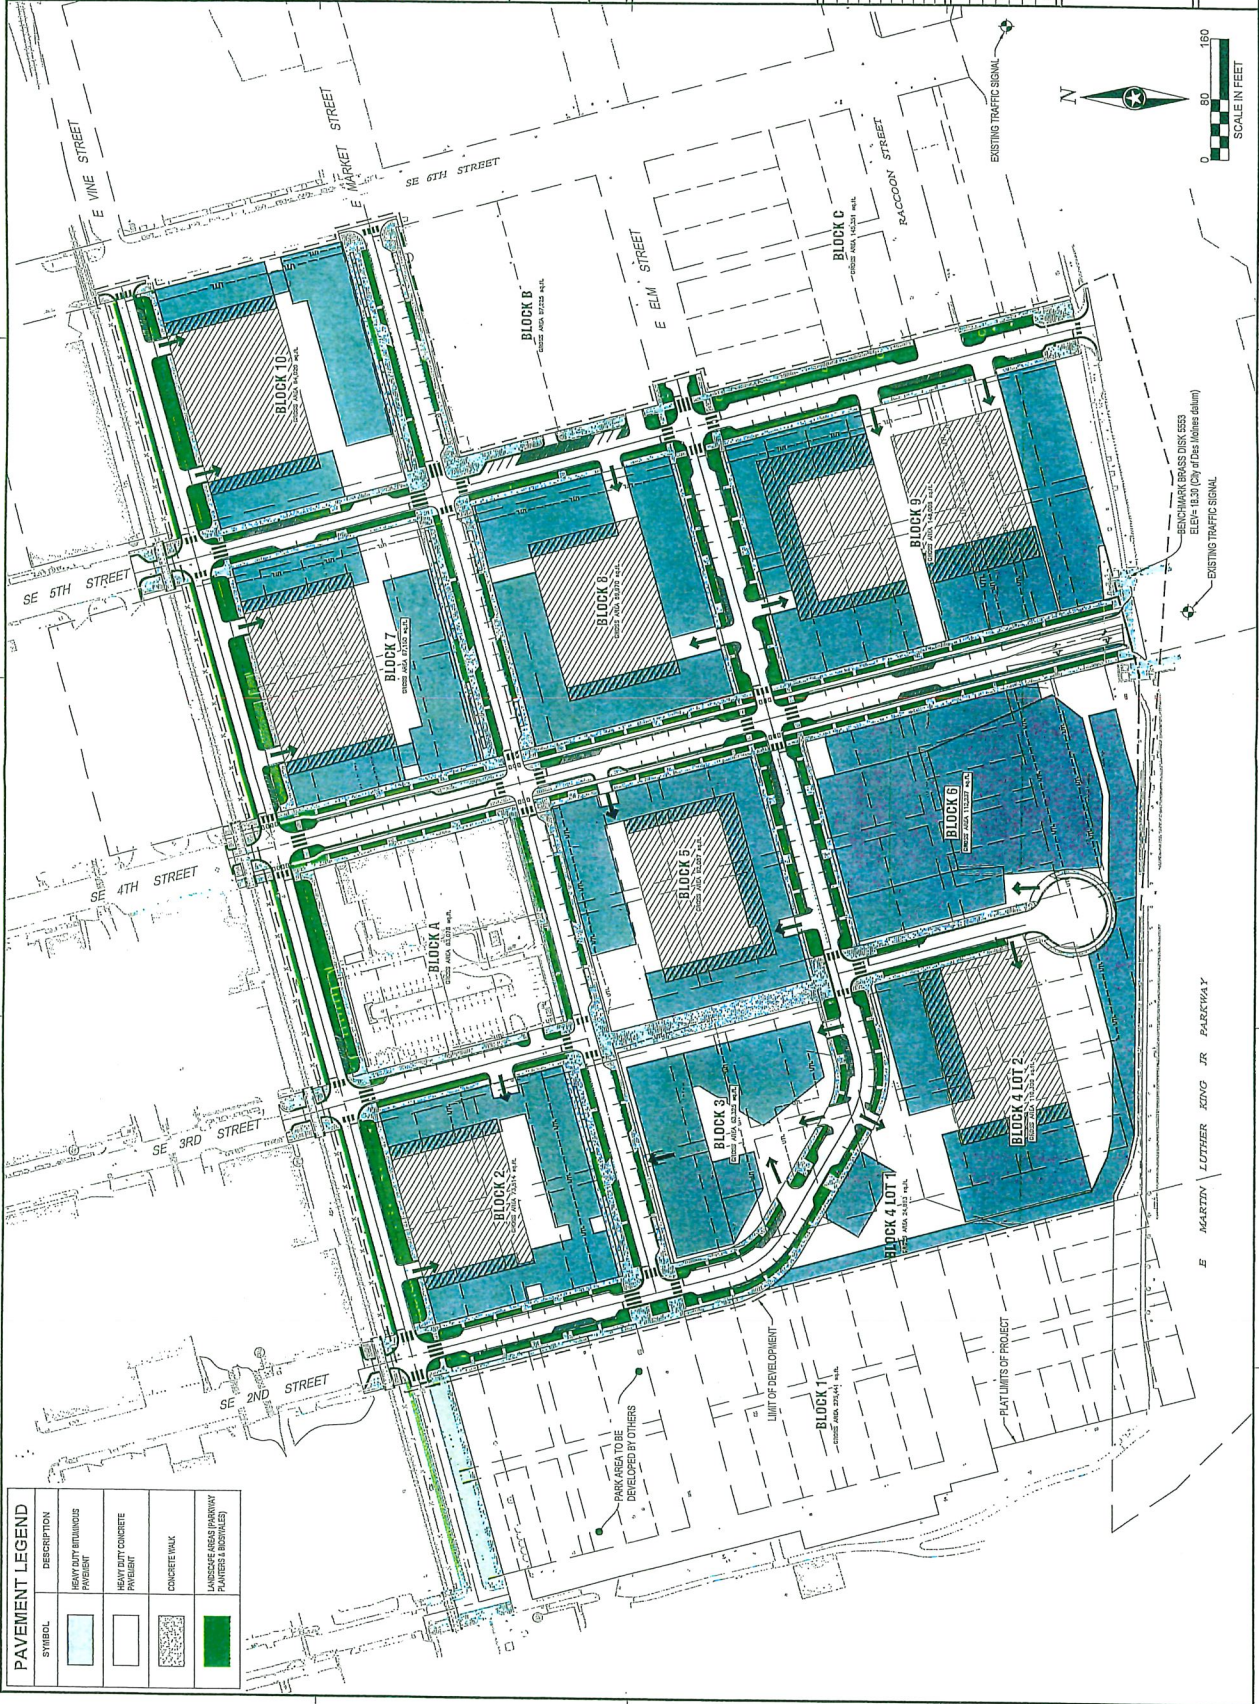 PAVEMENT LEGEND
SYMBOL
DESCRIPTION
HEAVY DUTY BITUMINOUS
PAVEMENT
HEAVY DUTY CONCRETE
PAVEMENT
CONCRETE WALK
LANDSCAPE AREAS (PARKWAY
PLANTERS & BIOSWALES)
SE 2ND STREET
SE 3RD STREET
SE 4TH STREET
SE 5TH STREET
E VINE STREET
E MARKET STREET
SE 6TH STREET
E ELM STREET
RACCOON STREET
EXISTING TRAFFIC SIGNAL
N
0 80 160
SCALE IN FEET
BLOCK 10
BLOCK B
BLOCK C
BLOCK 7
BLOCK 8
BLOCK 9
BLOCK A
BLOCK 5
BLOCK 6
BLOCK 2
BLOCK 3
BLOCK 4 LOT 1
BLOCK 4 LOT 2
BLOCK 1
PARK AREA TO BE
DEVELOPED BY OTHERS
LIMIT OF DEVELOPMENT
PLAT LIMITS OF PROJECT
E MARTIN LUTHER KING JR PARKWAY
BENCHMARK BRASS DISK 5553
ELEV= 18.30 (City of Des Moines datum)
EXISTING TRAFFIC SIGNAL